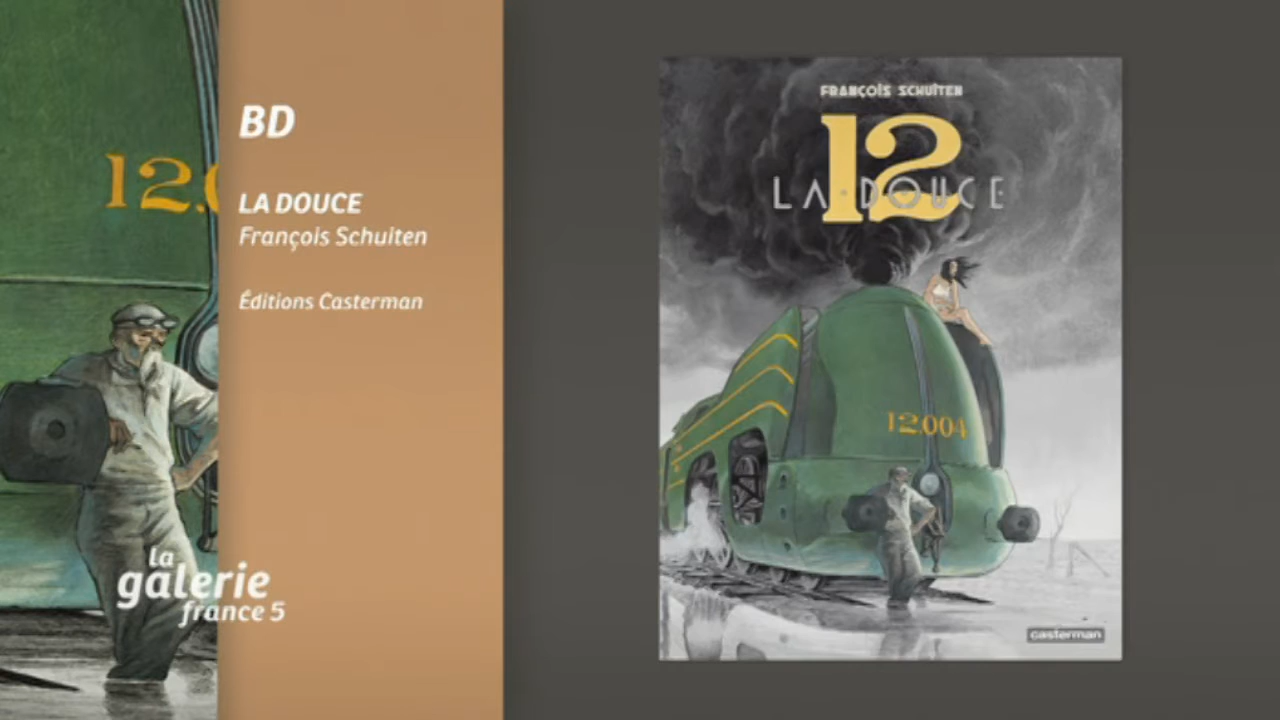 12.0
BD
LA DOUCE
François Schuiten
Éditions Casterman
la
galerie
france 5
FRANÇOIS SCHUITEN
12
LA DOUCE
12.004
casterman